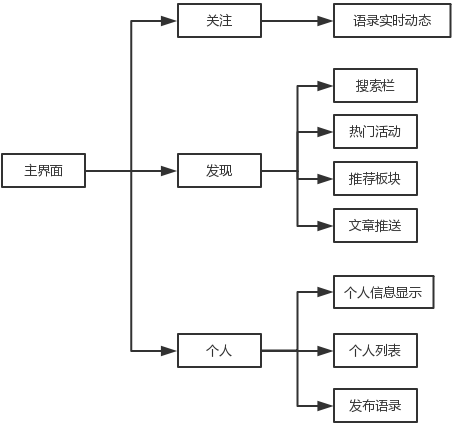 主界面
关注
语录实时动态
发现
搜索栏
热门活动
推荐板块
文章推送
个人
个人信息显示
个人列表
发布语录